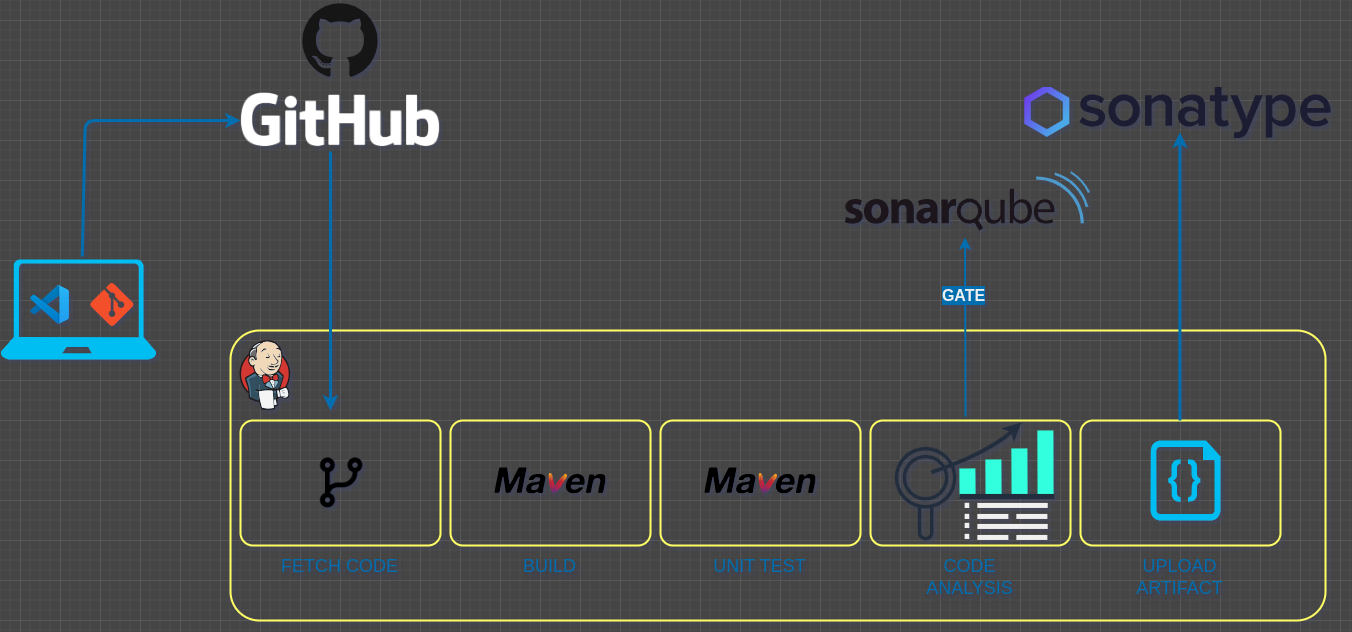 GitHub
sonatype
sonarqube
GATE
Maven
Maven
{}
FETCH CODE
BUILD
UNIT TEST
CODE
ANALYSIS
UPLOAD
ARTIFACT